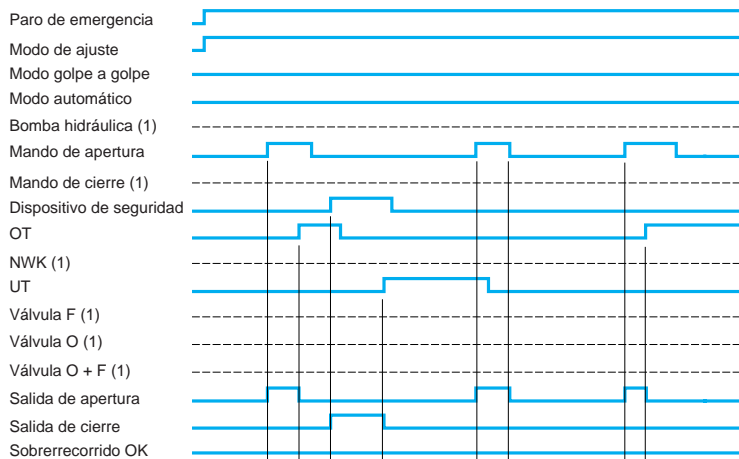 Paro de emergencia
Modo de ajuste
Modo golpe a golpe
Modo automático
Bomba hidráulica (1)
Mando de apertura
Mando de cierre (1)
Dispositivo de seguridad
OT
NWK (1)
UT
Válvula F (1)
Válvula O (1)
Válvula O + F (1)
Salida de apertura
Salida de cierre
Sobrerrecorrido OK